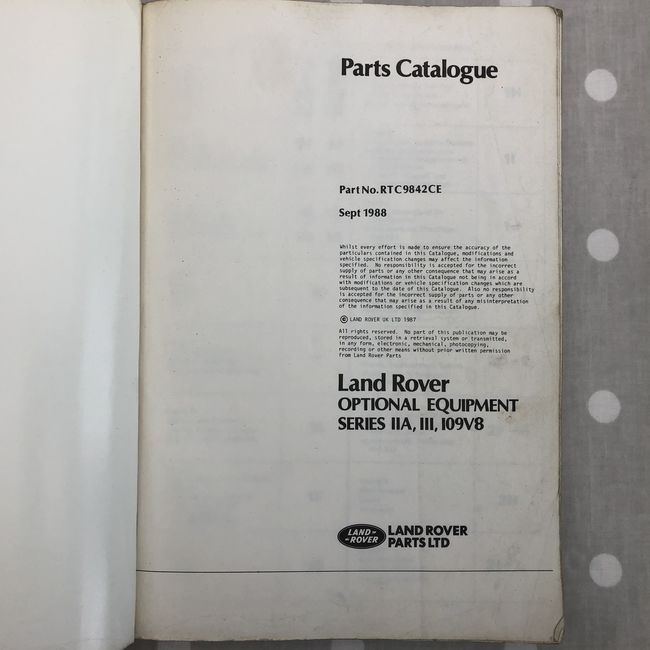 Parts Catalogue
Part No. RTC9842CE
Sept 1988
Whilst every effort is made to ensure the accuracy of the
particulars contained in this Catalogue, modifications and
vehicle specification changes may affect the information
specified. No responsibility is accepted for the incorrect
supply of parts or any other consequence that may arise as a
result of information in this Catalogue not being in accord
with modifications or vehicle specification changes which are
subsequent to the date of this Catalogue. Also no responsibility
is accepted for the incorrect supply of parts or any other
consequence that may arise as a result of any misinterpretation
of the information specified in this Catalogue.
© LAND ROVER UK LTD 1987
All rights reserved. No part of this publication may be
reproduced, stored in a retrieval system or transmitted,
in any form, electronic, mechanical, photocopying,
recording or other means without prior written permission
from Land Rover Parts
Land Rover
OPTIONAL EQUIPMENT
SERIES IIA, III, 109V8
LAND-
-ROVER
LAND ROVER
PARTS LTD